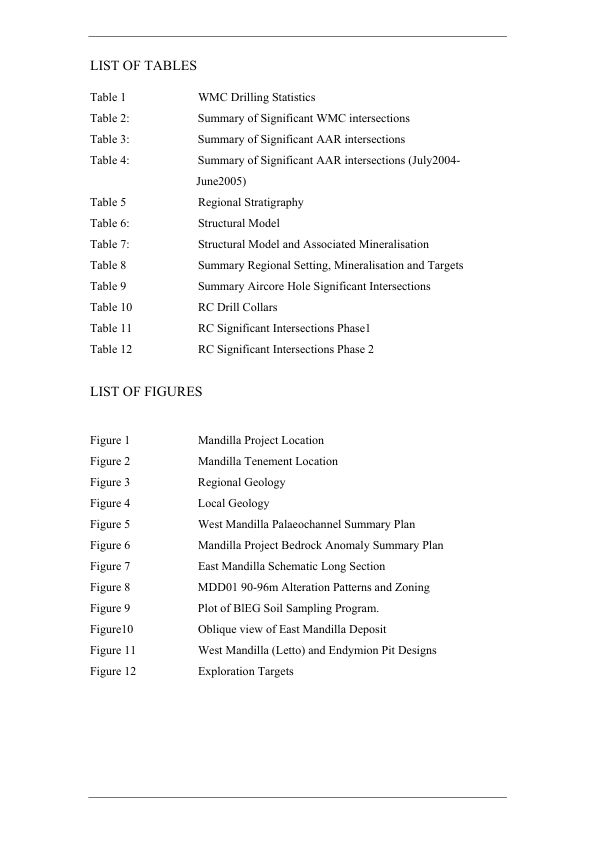 LIST OF TABLES
Table 1 WMC Drilling Statistics
Table 2: Summary of Significant WMC intersections
Table 3: Summary of Significant AAR intersections
Table 4: Summary of Significant AAR intersections (July2004-
June2005)
Table 5 Regional Stratigraphy
Table 6: Structural Model
Table 7: Structural Model and Associated Mineralisation
Table 8 Summary Regional Setting, Mineralisation and Targets
Table 9 Summary Aircore Hole Significant Intersections
Table 10 RC Drill Collars
Table 11 RC Significant Intersections Phase1
Table 12 RC Significant Intersections Phase 2
LIST OF FIGURES
Figure 1 Mandilla Project Location
Figure 2 Mandilla Tenement Location
Figure 3 Regional Geology
Figure 4 Local Geology
Figure 5 West Mandilla Palaeochannel Summary Plan
Figure 6 Mandilla Project Bedrock Anomaly Summary Plan
Figure 7 East Mandilla Schematic Long Section
Figure 8 MDD01 90-96m Alteration Patterns and Zoning
Figure 9 Plot of BlEG Soil Sampling Program.
Figure10 Oblique view of East Mandilla Deposit
Figure 11 West Mandilla (Letto) and Endymion Pit Designs
Figure 12 Exploration Targets